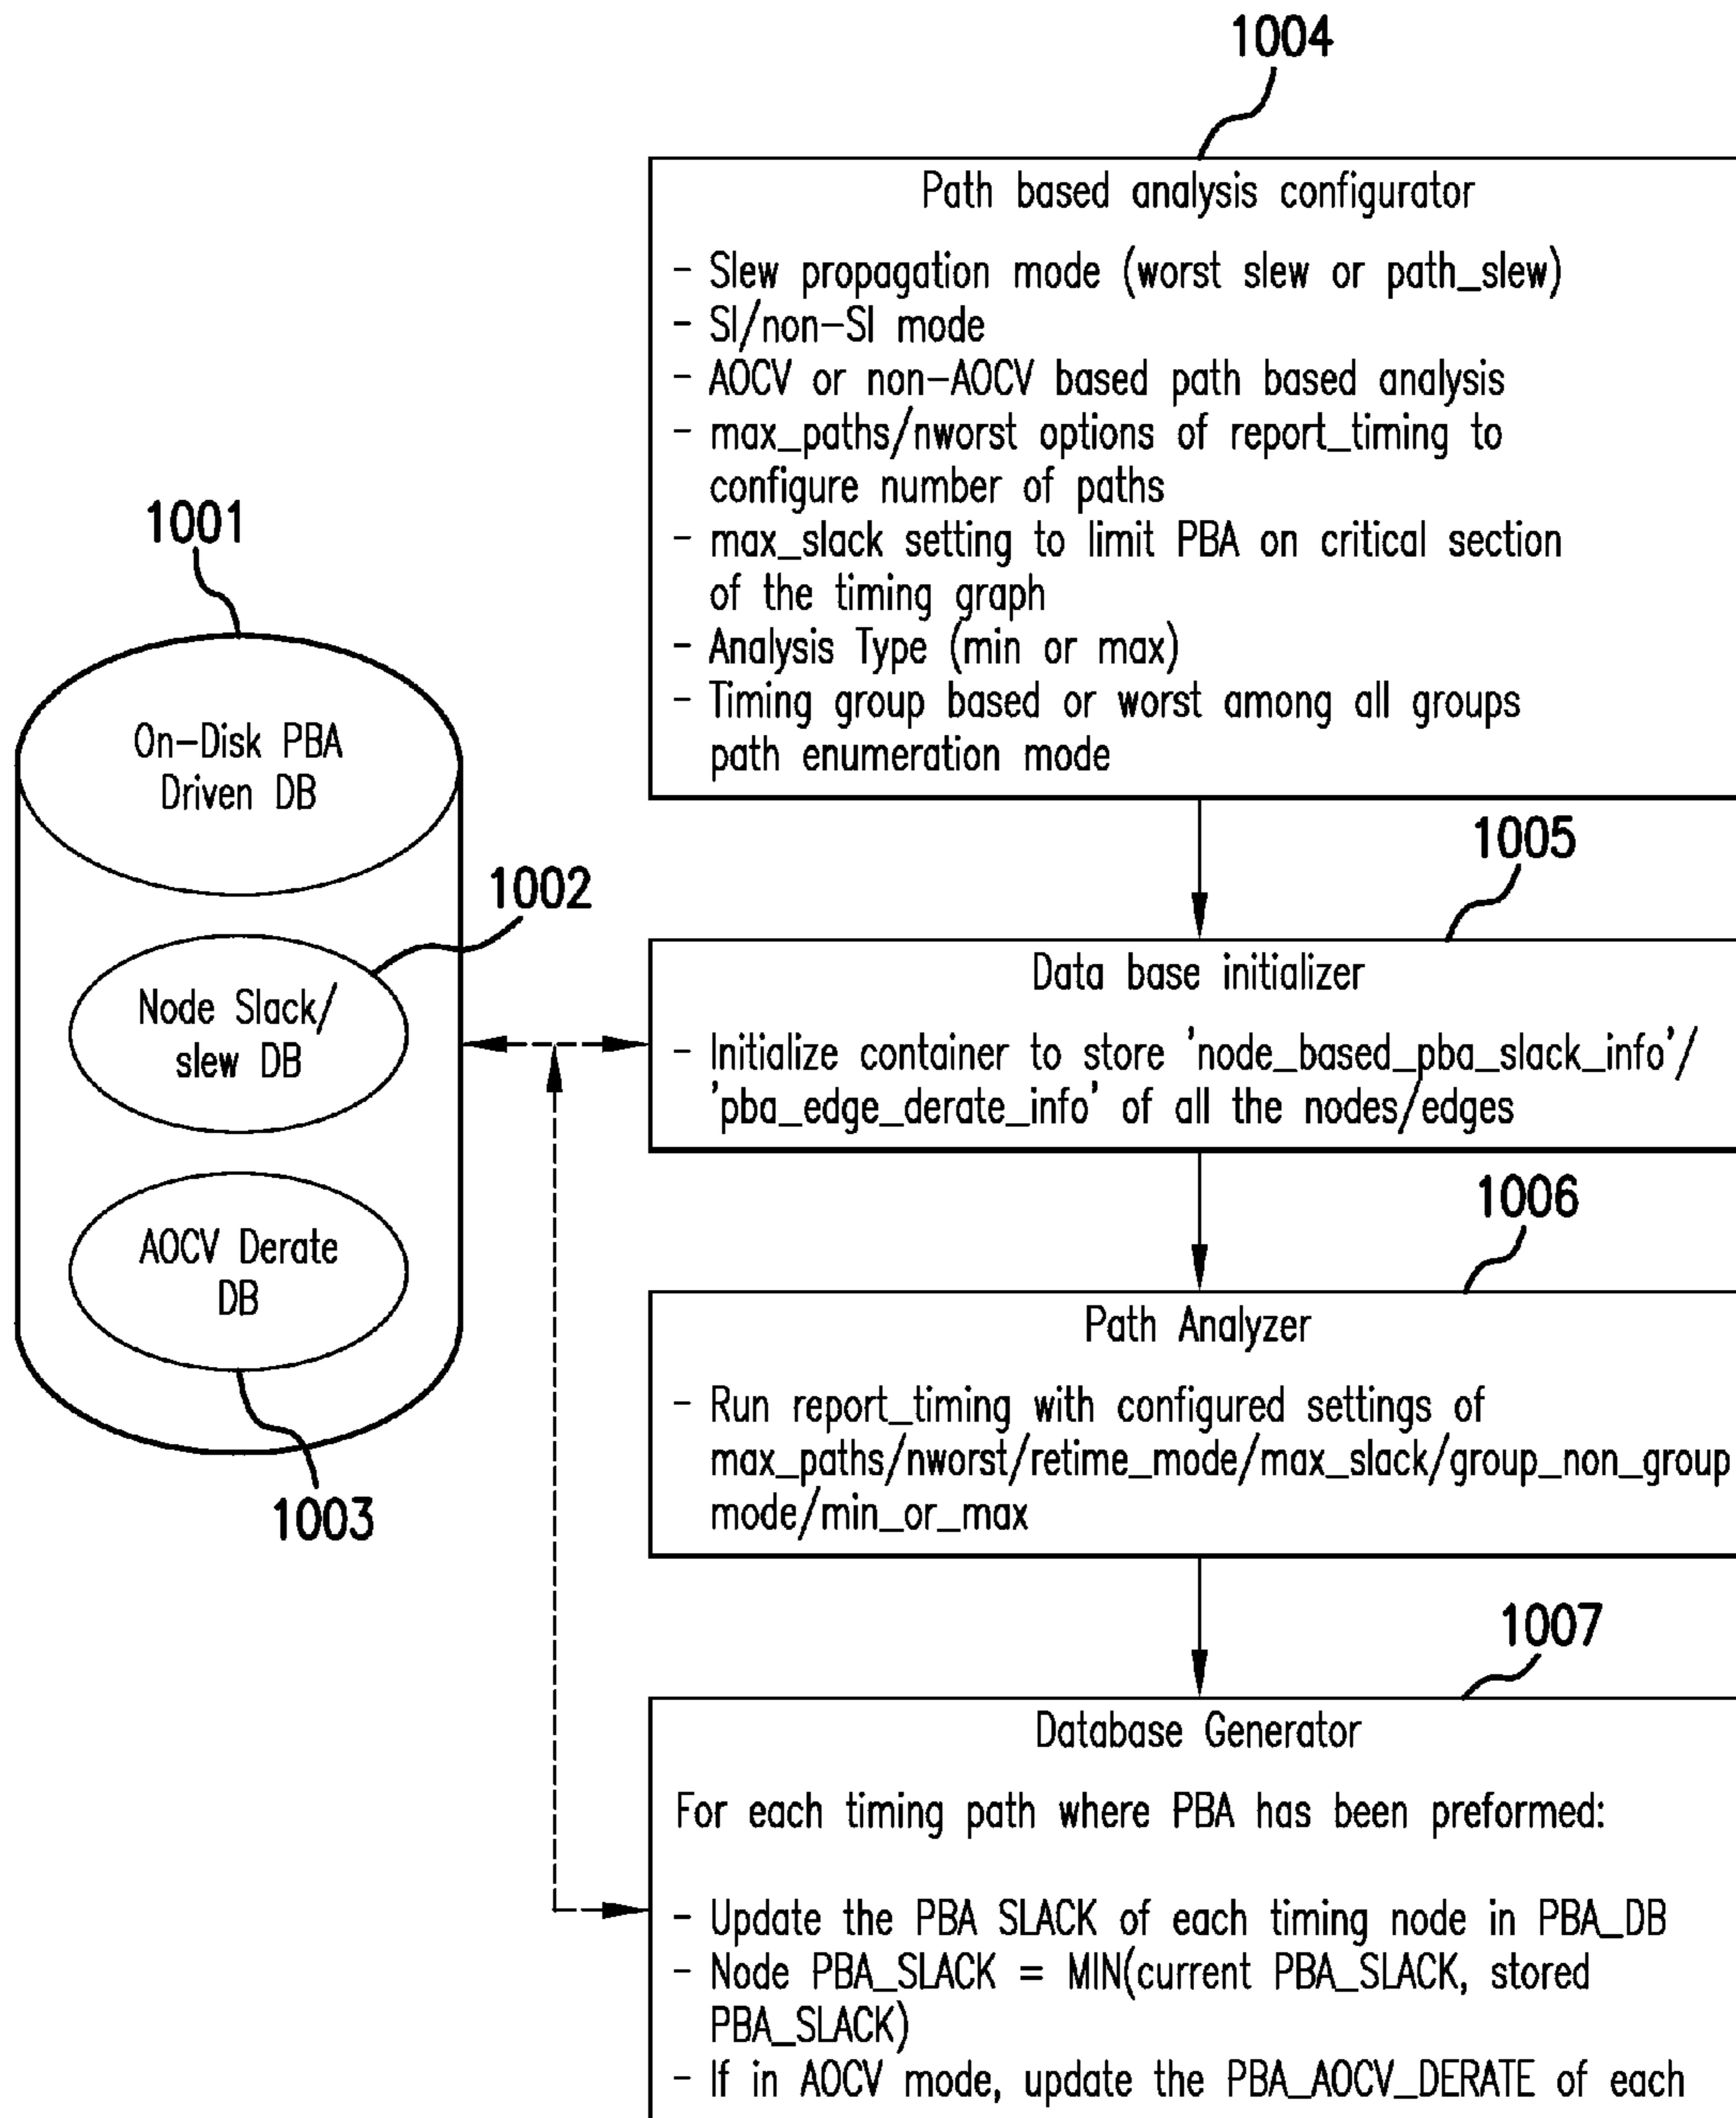 1004
Path based analysis configurator
- Slew propagation mode (worst slew or path_slew)
- SI/non-SI mode
- AOCV or non-AOCV based path based analysis
- max_paths/nworst options of report_timing to
configure number of paths
- max_slack setting to limit PBA on critical section
of the timing graph
- Analysis Type (min or max)
- Timing group based or worst among all groups
path enumeration mode
1001
On-Disk PBA
Driven DB
1002
Node Slack/
slew DB
AOCV Derate
DB
1003
1005
Data base initializer
- Initialize container to store 'node_based_pba_slack_info'/
'pba_edge_derate_info' of all the nodes/edges
1006
Path Analyzer
- Run report_timing with configured settings of
max_paths/nworst/retime_mode/max_slack/group_non_group
mode/min_or_max
1007
Database Generator
For each timing path where PBA has been preformed:
- Update the PBA SLACK of each timing node in PBA_DB
- Node PBA_SLACK = MIN(current PBA_SLACK, stored
PBA_SLACK)
- If in AOCV mode, update the PBA_AOCV_DERATE of each